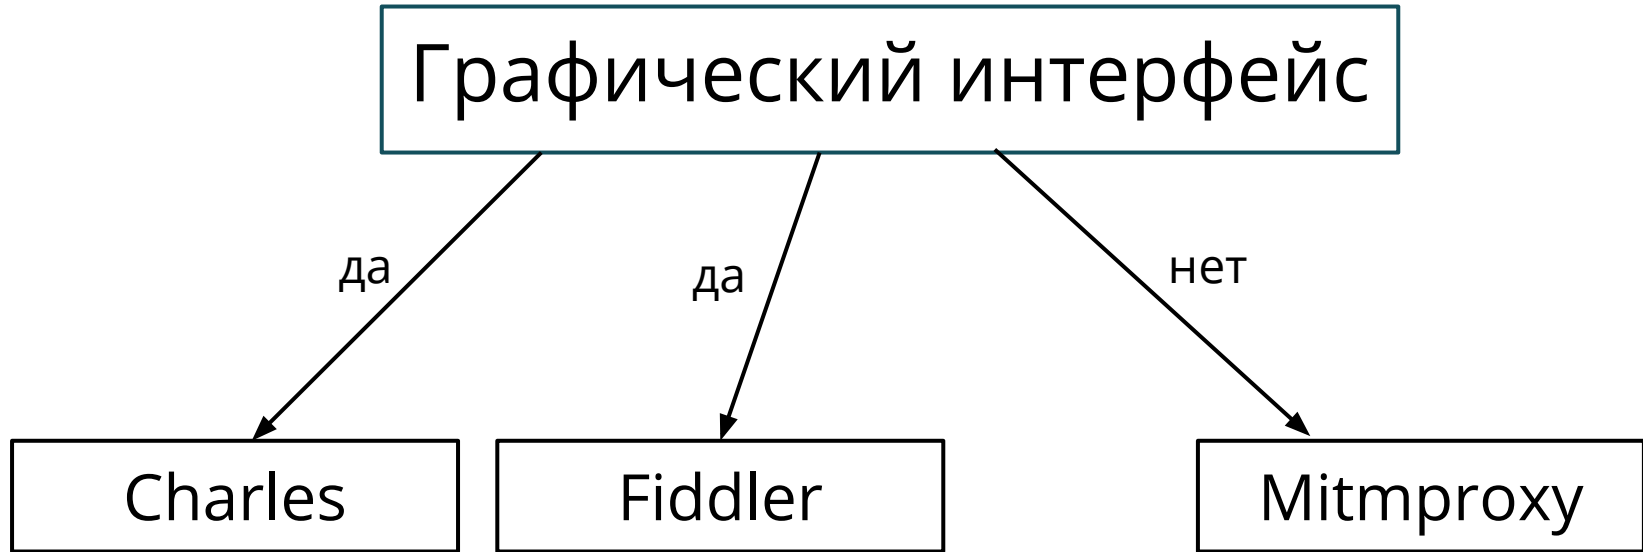 Графический интерфейс
да
да
нет
Charles
Fiddler
Mitmproxy